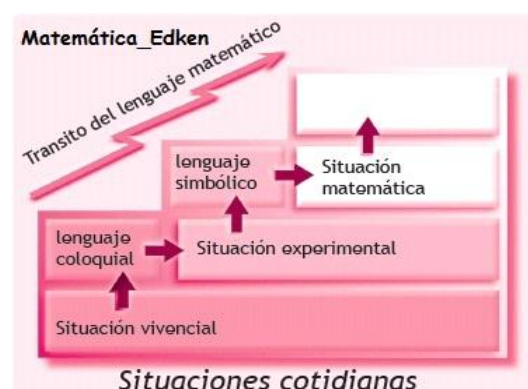 Matemática_Edken
Transito del lenguaje matemático
lenguaje
simbólico
Situación
matemática
lenguaje
coloquial
Situación experimental
Situación vivencial
Situaciones cotidianas